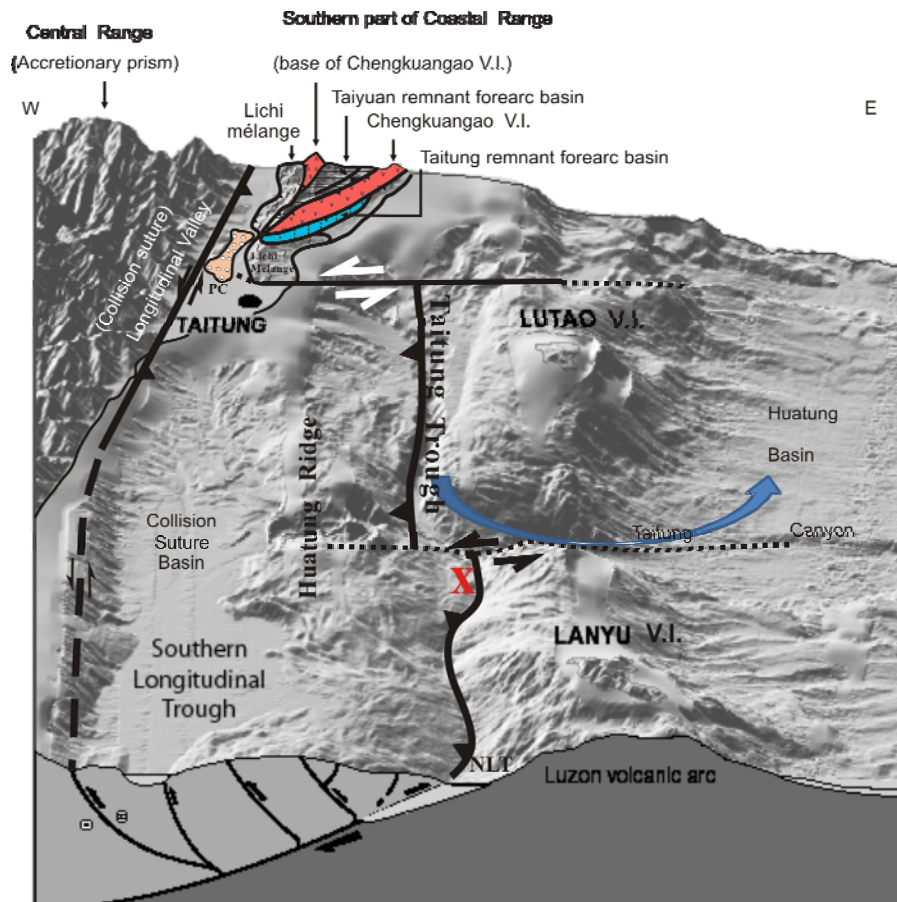 Southern part of Coastal Range
Central Range
(Accretionary prism)
(base of Chengkuangao V.I.)
Taiyuan remnant forearc basin
W
E
Lichi
mélange
Chengkuangao V.I.
Taitung remnant forearc basin
(Collision suture)
Longitudinal Valley
Lichi
Mélange
PC
TAITUNG
LUTAO V.I.
Taitung Trough
Huatung Ridge
Huatung
Basin
Collision
Suture
Basin
Taitung
Canyon
X
LANYU V.I.
Southern
Longitudinal
Trough
NLT
Luzon volcanic arc